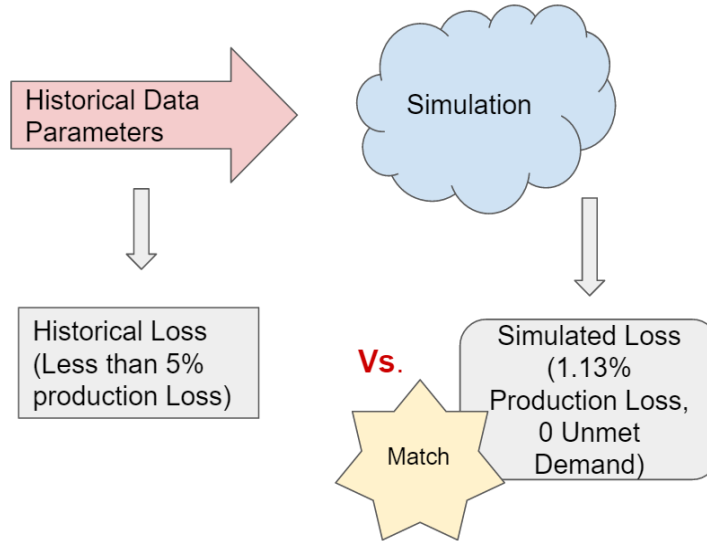 Historical Data
Parameters
Simulation
Historical Loss
(Less than 5%
production Loss)
Vs.
Simulated Loss
(1.13%
Production Loss,
0 Unmet
Demand)
Match